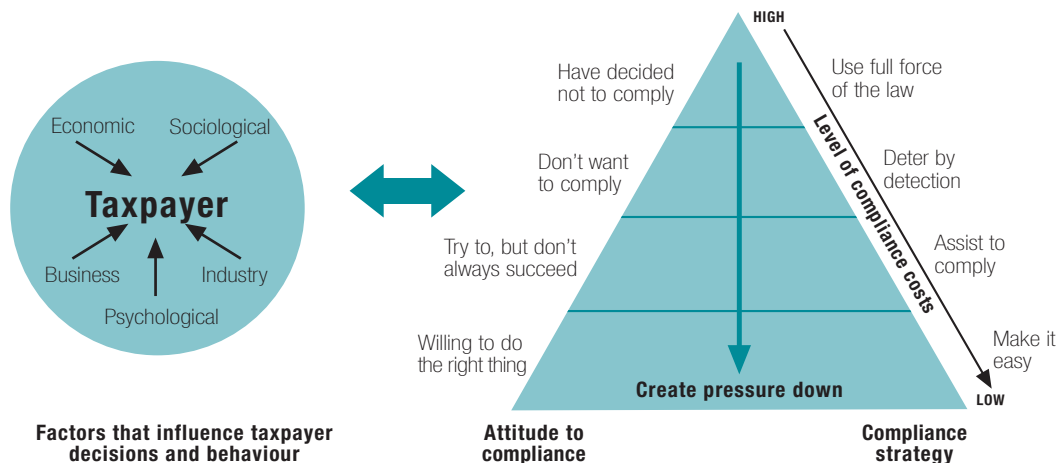 Economic
Sociological
Taxpayer
Business
Industry
Psychological
Factors that influence taxpayer
decisions and behaviour
HIGH
Have decided
not to comply
Use full force
of the law
Don't want
to comply
Deter by
detection
Level of compliance costs
Try to, but don't
always succeed
Assist to
comply
Willing to do
the right thing
Make it
easy
Create pressure down
LOW
Attitude to
compliance
Compliance
strategy